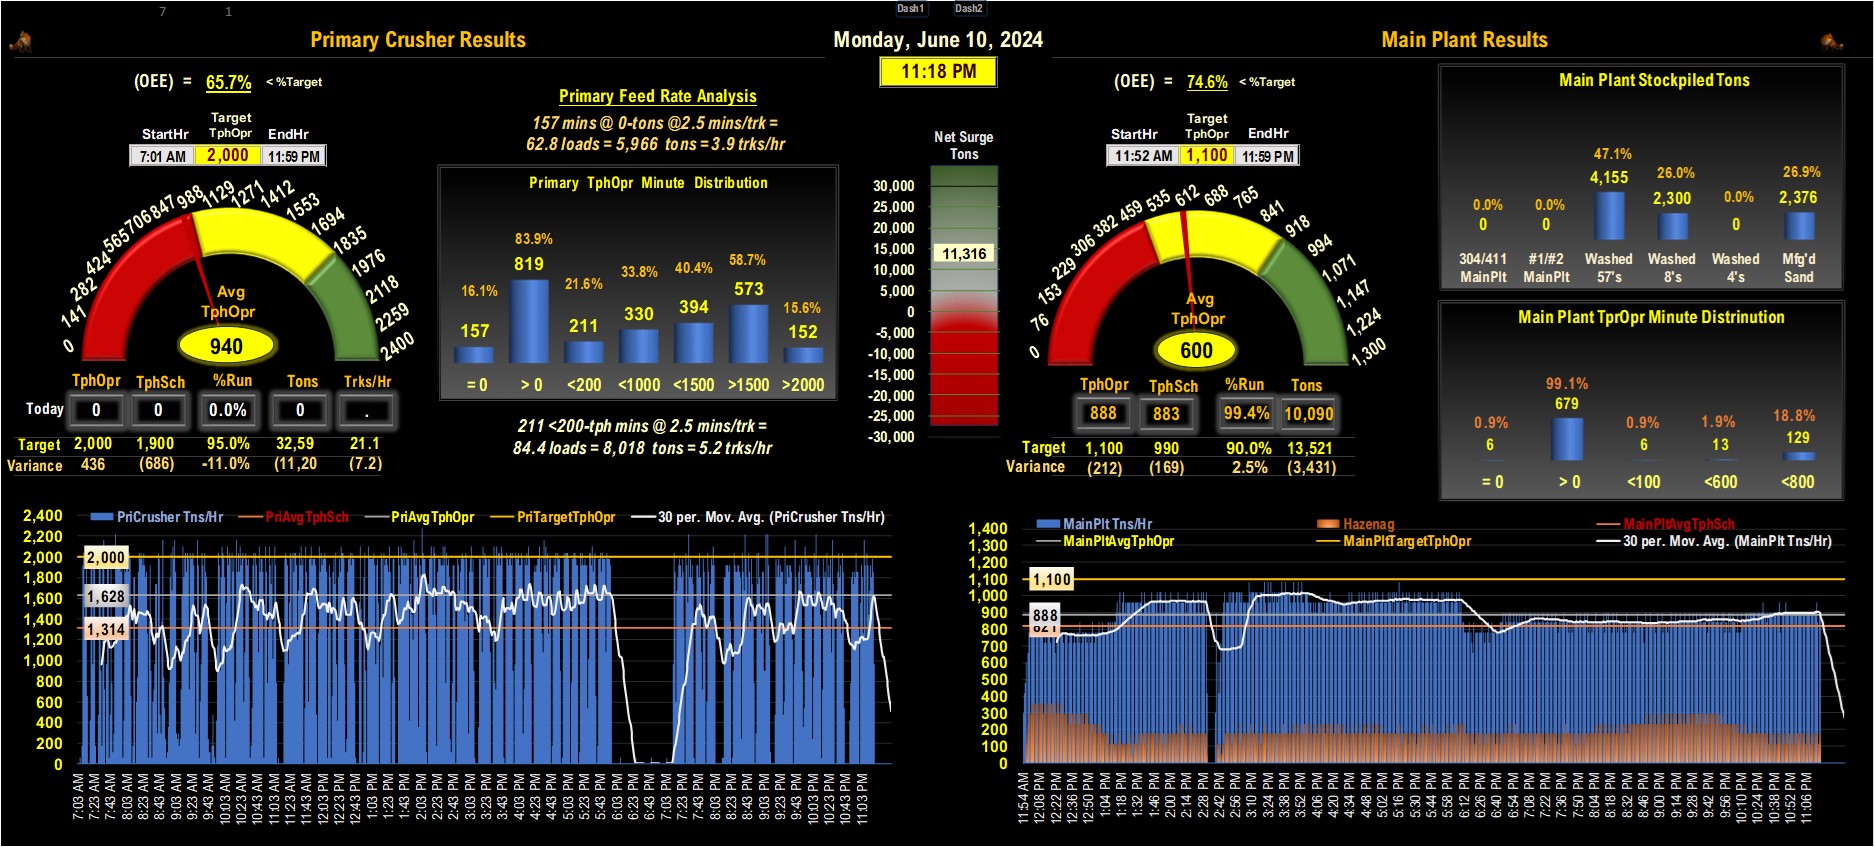 7 1 Dash1 Dash2
Primary Crusher Results
Monday, June 10, 2024
Main Plant Results
11:18 PM
(OEE) = 65.7% < %Target
Target
StartHr TphOpr EndHr
7:01 AM 2,000 11:59 PM
0 141 282 424 565 706 847 988 1129 1271 1412 1553 1694 1835 1976 2118 2259 2400
Avg
TphOpr
940
TphOpr TphSch %Run Tons Trks/Hr
Today 0 0 0.0% 0 .
Target 2,000 1,900 95.0% 32,59 21.1
Variance 436 (686) -11.0% (11,20 (7.2)
Primary Feed Rate Analysis
157 mins @ 0-tons @2.5 mins/trk =
62.8 loads = 5,966 tons = 3.9 trks/hr
Primary TphOpr Minute Distribution
16.1% 83.9% 21.6% 33.8% 40.4% 58.7% 15.6%
157 819 211 330 394 573 152
= 0 > 0 <200 <1000 <1500 >1500 >2000
211 <200-tph mins @ 2.5 mins/trk =
84.4 loads = 8,018 tons = 5.2 trks/hr
Net Surge
Tons
30,000
25,000
20,000
15,000
11,316
10,000
5,000
0
-5,000
-10,000
-15,000
-20,000
-25,000
-30,000
(OEE) = 74.6% < %Target
Target
StartHr TphOpr EndHr
11:52 AM 1,100 11:59 PM
0 76 153 229 306 382 459 535 612 688 765 841 918 994 1,071 1,147 1,224 1,300
Avg
TphOpr
600
TphOpr TphSch %Run Tons
888 883 99.4% 10,090
Target 1,100 990 90.0% 13,521
Variance (212) (169) 2.5% (3,431)
Main Plant Stockpiled Tons
0.0% 0.0% 47.1% 26.0% 0.0% 26.9%
0 0 4,155 2,300 0 2,376
304/411 #1/#2 Washed Washed Washed Mfg'd
MainPlt MainPlt 57's 8's 4's Sand
Main Plant TprOpr Minute Distrinution
0.9% 99.1% 0.9% 1.9% 18.8%
6 679 6 13 129
= 0 > 0 <100 <600 <800
PriCrusher Tns/Hr PriAvgTphSch PriAvgTphOpr PriTargetTphOpr 30 per. Mov. Avg. (PriCrusher Tns/Hr)
2,400
2,200
2,000
1,800
1,600
1,400
1,200
1,000
800
600
400
200
0
2,000
1,628
1,314
7:03 AM 7:23 AM 7:43 AM 8:03 AM 8:23 AM 8:43 AM 9:03 AM 9:23 AM 9:43 AM 10:03 AM 10:23 AM 10:43 AM 11:03 AM 11:23 AM 11:43 AM 12:03 PM 12:23 PM 12:43 PM 1:03 PM 1:23 PM 1:43 PM 2:03 PM 2:23 PM 2:43 PM 3:03 PM 3:23 PM 3:43 PM 4:03 PM 4:23 PM 4:43 PM 5:03 PM 5:23 PM 5:43 PM 6:03 PM 6:23 PM 6:43 PM 7:03 PM 7:23 PM 7:43 PM 8:03 PM 8:23 PM 8:43 PM 9:03 PM 9:23 PM 9:43 PM 10:03 PM 10:23 PM 10:43 PM 11:03 PM
MainPlt Tns/Hr Hazenag MainPltAvgTphSch
MainPltAvgTphOpr MainPltTargetTphOpr 30 per. Mov. Avg. (MainPlt Tns/Hr)
1,400
1,300
1,200
1,100
1,000
900
800
700
600
500
400
300
200
100
0
1,100
888
821
11:54 AM 12:08 PM 12:22 PM 12:36 PM 12:50 PM 1:04 PM 1:18 PM 1:32 PM 1:46 PM 2:00 PM 2:14 PM 2:28 PM 2:42 PM 2:56 PM 3:10 PM 3:24 PM 3:38 PM 3:52 PM 4:06 PM 4:20 PM 4:34 PM 4:48 PM 5:02 PM 5:16 PM 5:30 PM 5:44 PM 5:58 PM 6:12 PM 6:26 PM 6:40 PM 6:54 PM 7:08 PM 7:22 PM 7:36 PM 7:50 PM 8:04 PM 8:18 PM 8:32 PM 8:46 PM 9:00 PM 9:14 PM 9:28 PM 9:42 PM 9:56 PM 10:10 PM 10:24 PM 10:38 PM 10:52 PM 11:06 PM